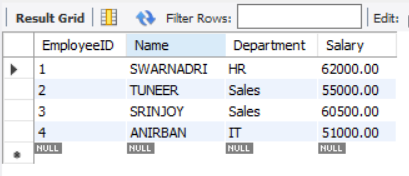 Result Grid Filter Rows: Edit:
EmployeeID Name Department Salary
1 SWARNADRI HR 62000.00
2 TUNEER Sales 55000.00
3 SRINJOY Sales 60500.00
4 ANIRBAN IT 51000.00
NULL NULL NULL NULL